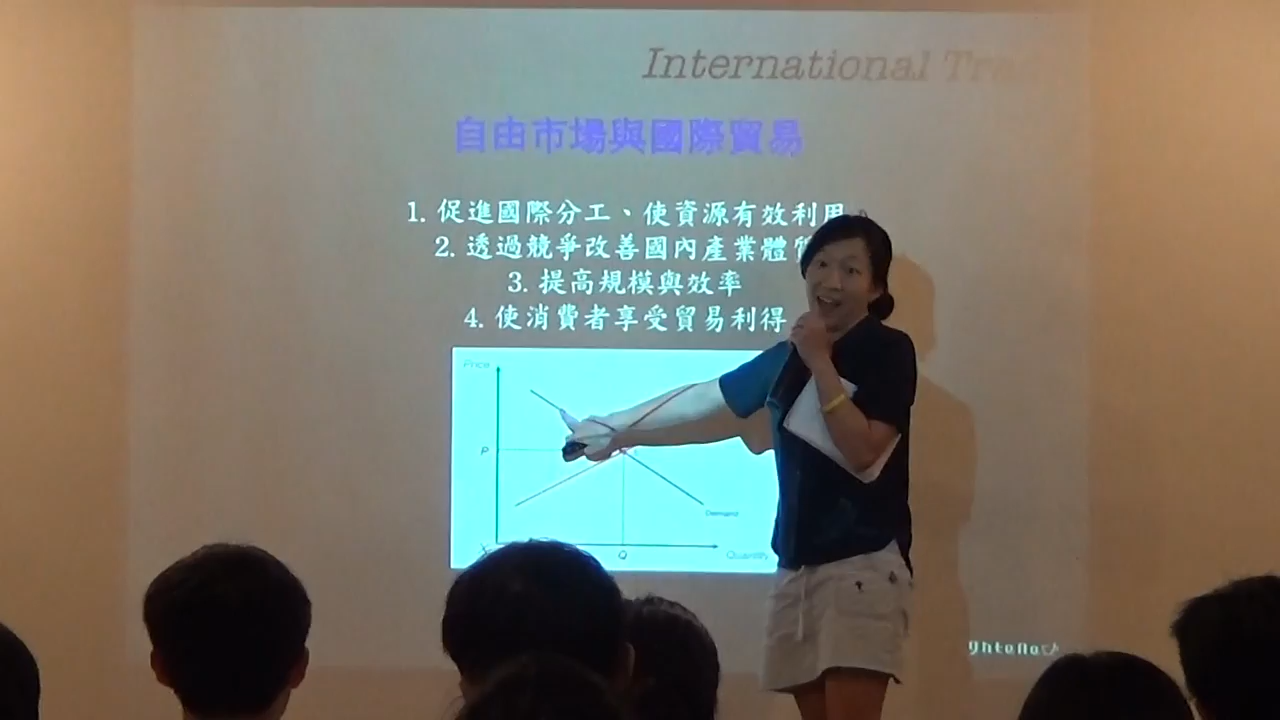 International
自由市場與國際貿易
1. 促進國際分工、使資源有效利用。
2. 透過競爭改善國內產業體質
3. 提高規模與效率
4. 使消費者享受貿易利得
Price
P
Demand
Q
Quantity